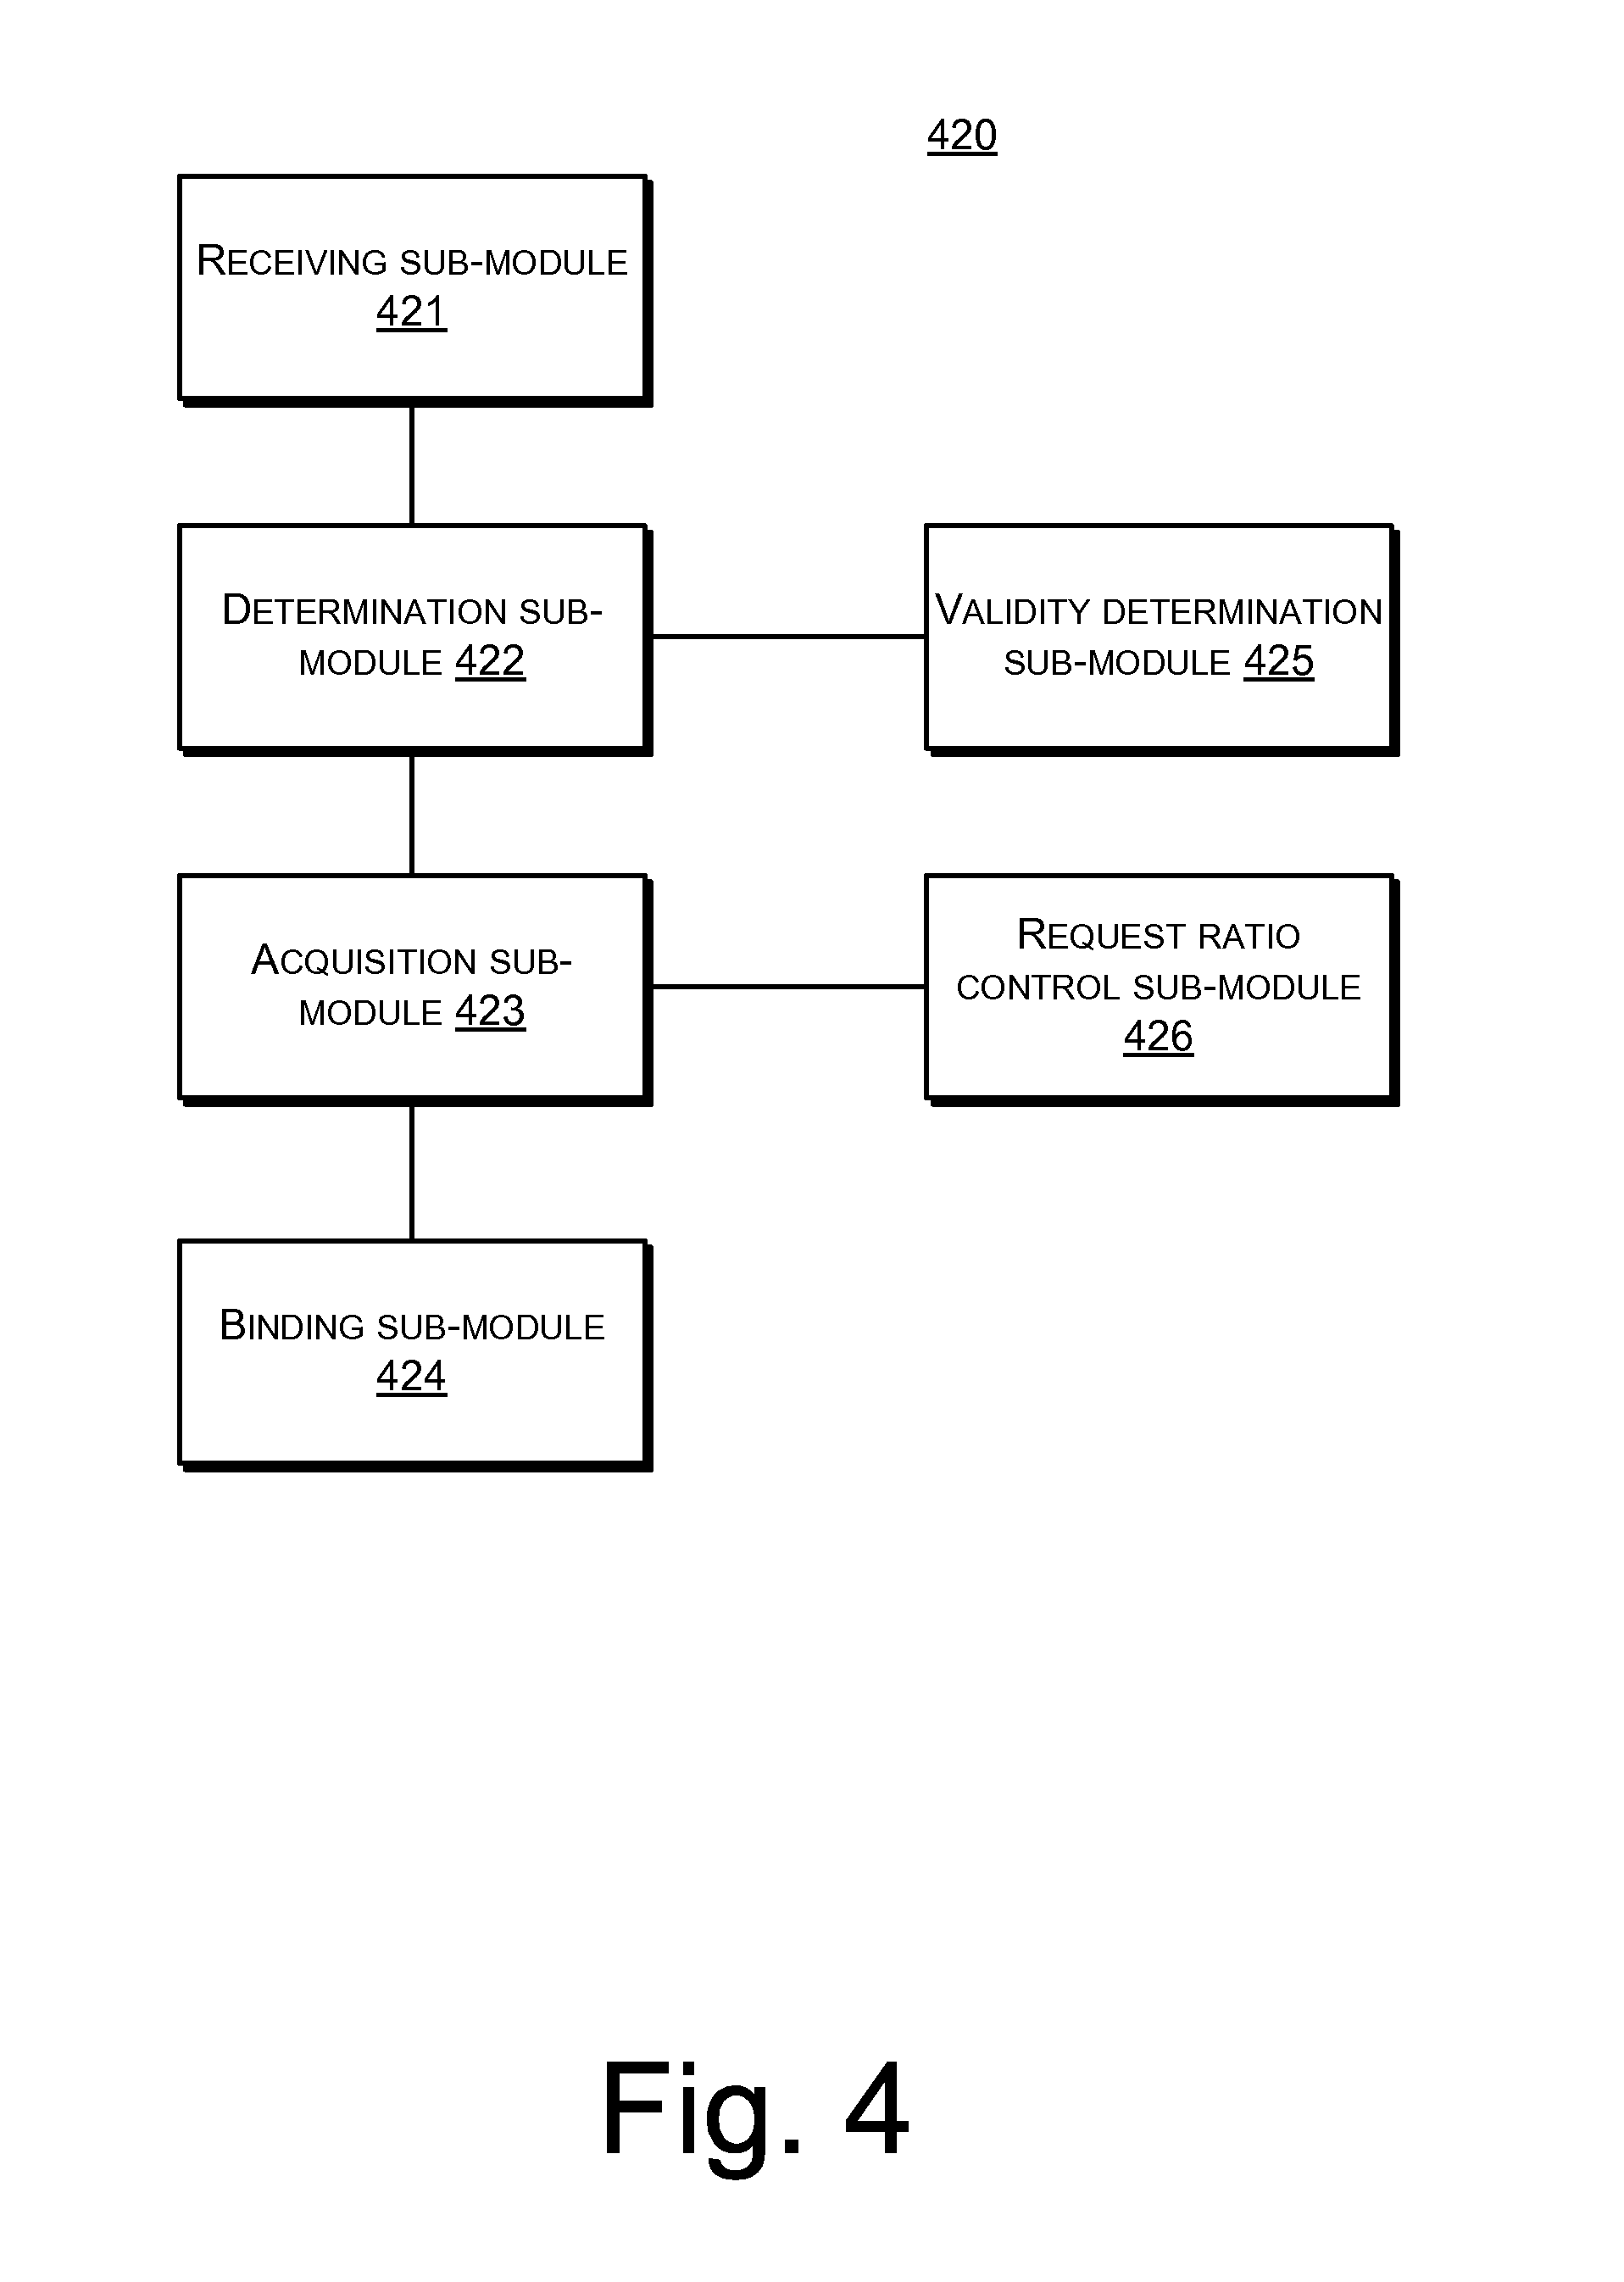 420
Receiving sub-module
421
Determination sub-
module 422
Validity determination
sub-module 425
Acquisition sub-
module 423
Request ratio
control sub-module
426
Binding sub-module
424
Fig. 4